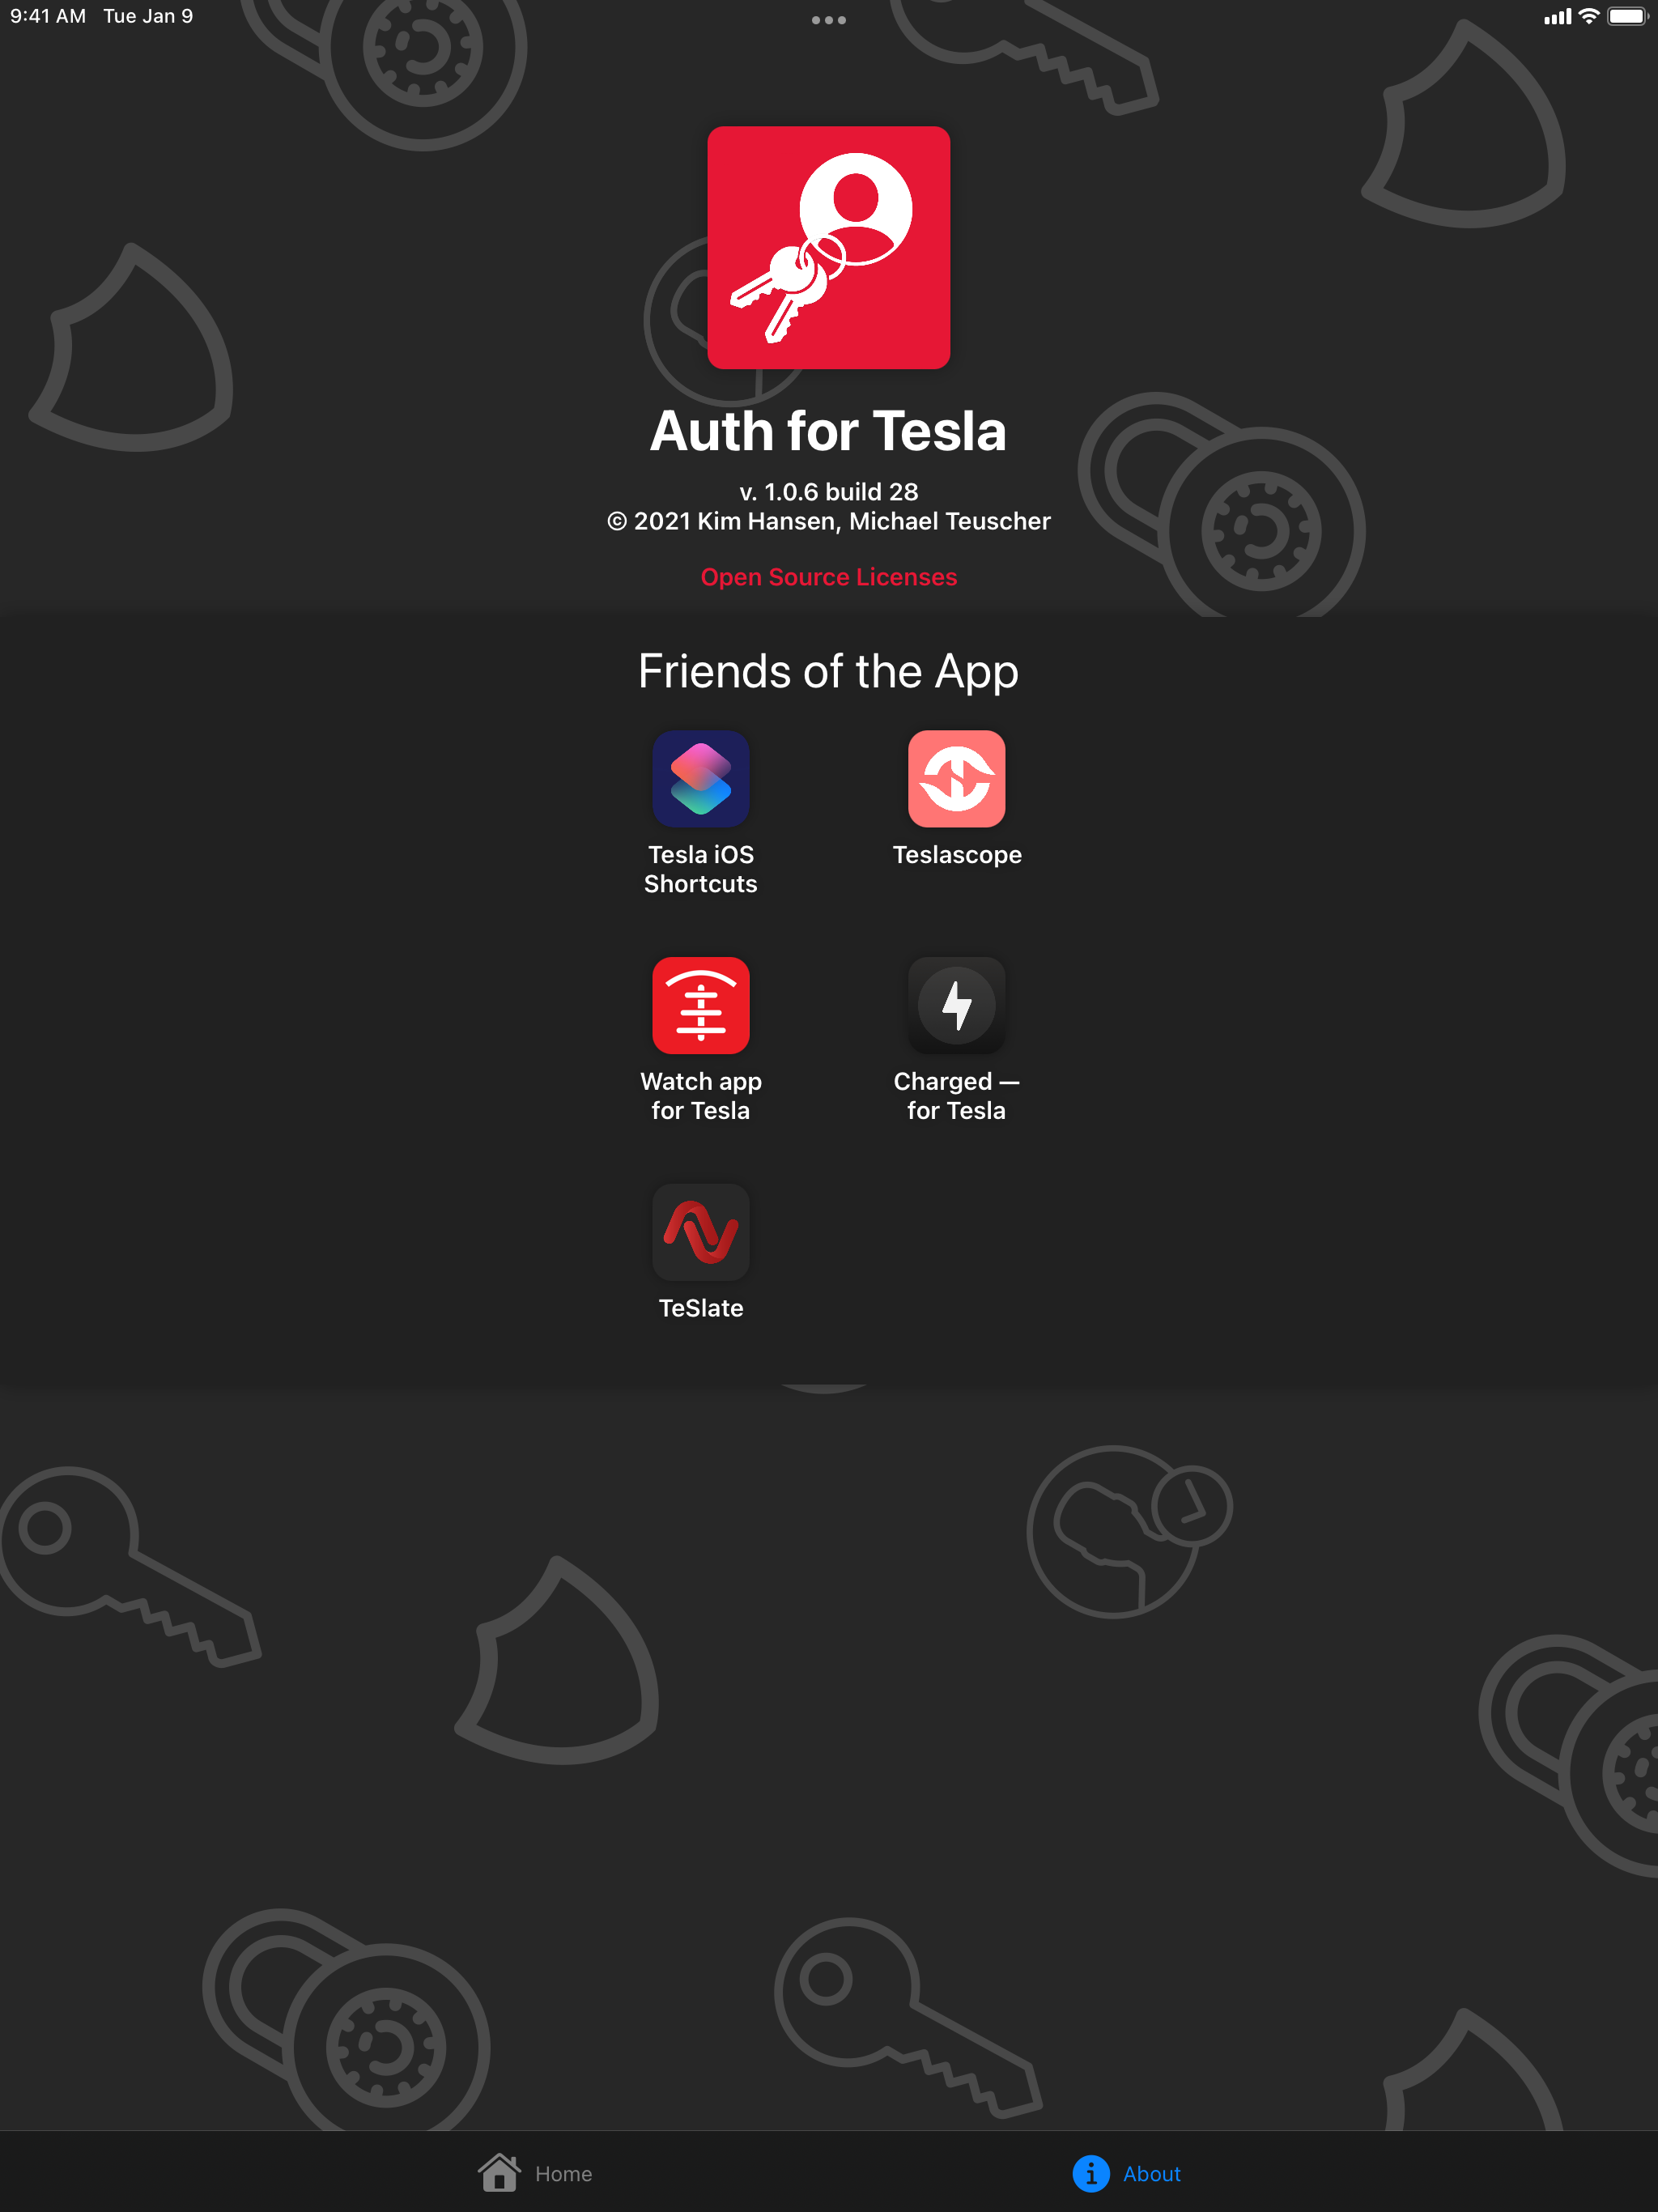 9:41 AM Tue Jan 9
Auth for Tesla
v. 1.0.6 build 28
© 2021 Kim Hansen, Michael Teuscher
Open Source Licenses
Friends of the App
Tesla iOS
Shortcuts
Teslascope
Watch app
for Tesla
Charged —
for Tesla
TeSlate
Home
About